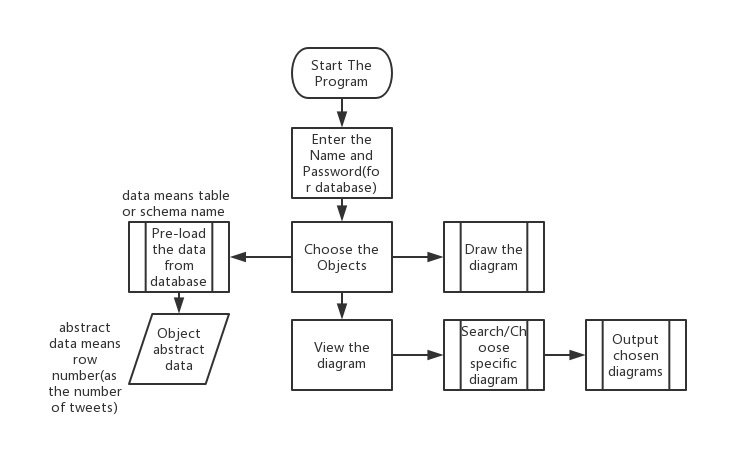 Start The
Program
Enter the
Name and
Password(fo
r database)
data means table
or schema name
Pre-load
the data
from
database
Choose the
Objects
Draw the
diagram
abstract
data means
row
number(as
the number
of tweets)
Object
abstract
data
View the
diagram
Search/Ch
oose
specific
diagram
Output
chosen
diagrams